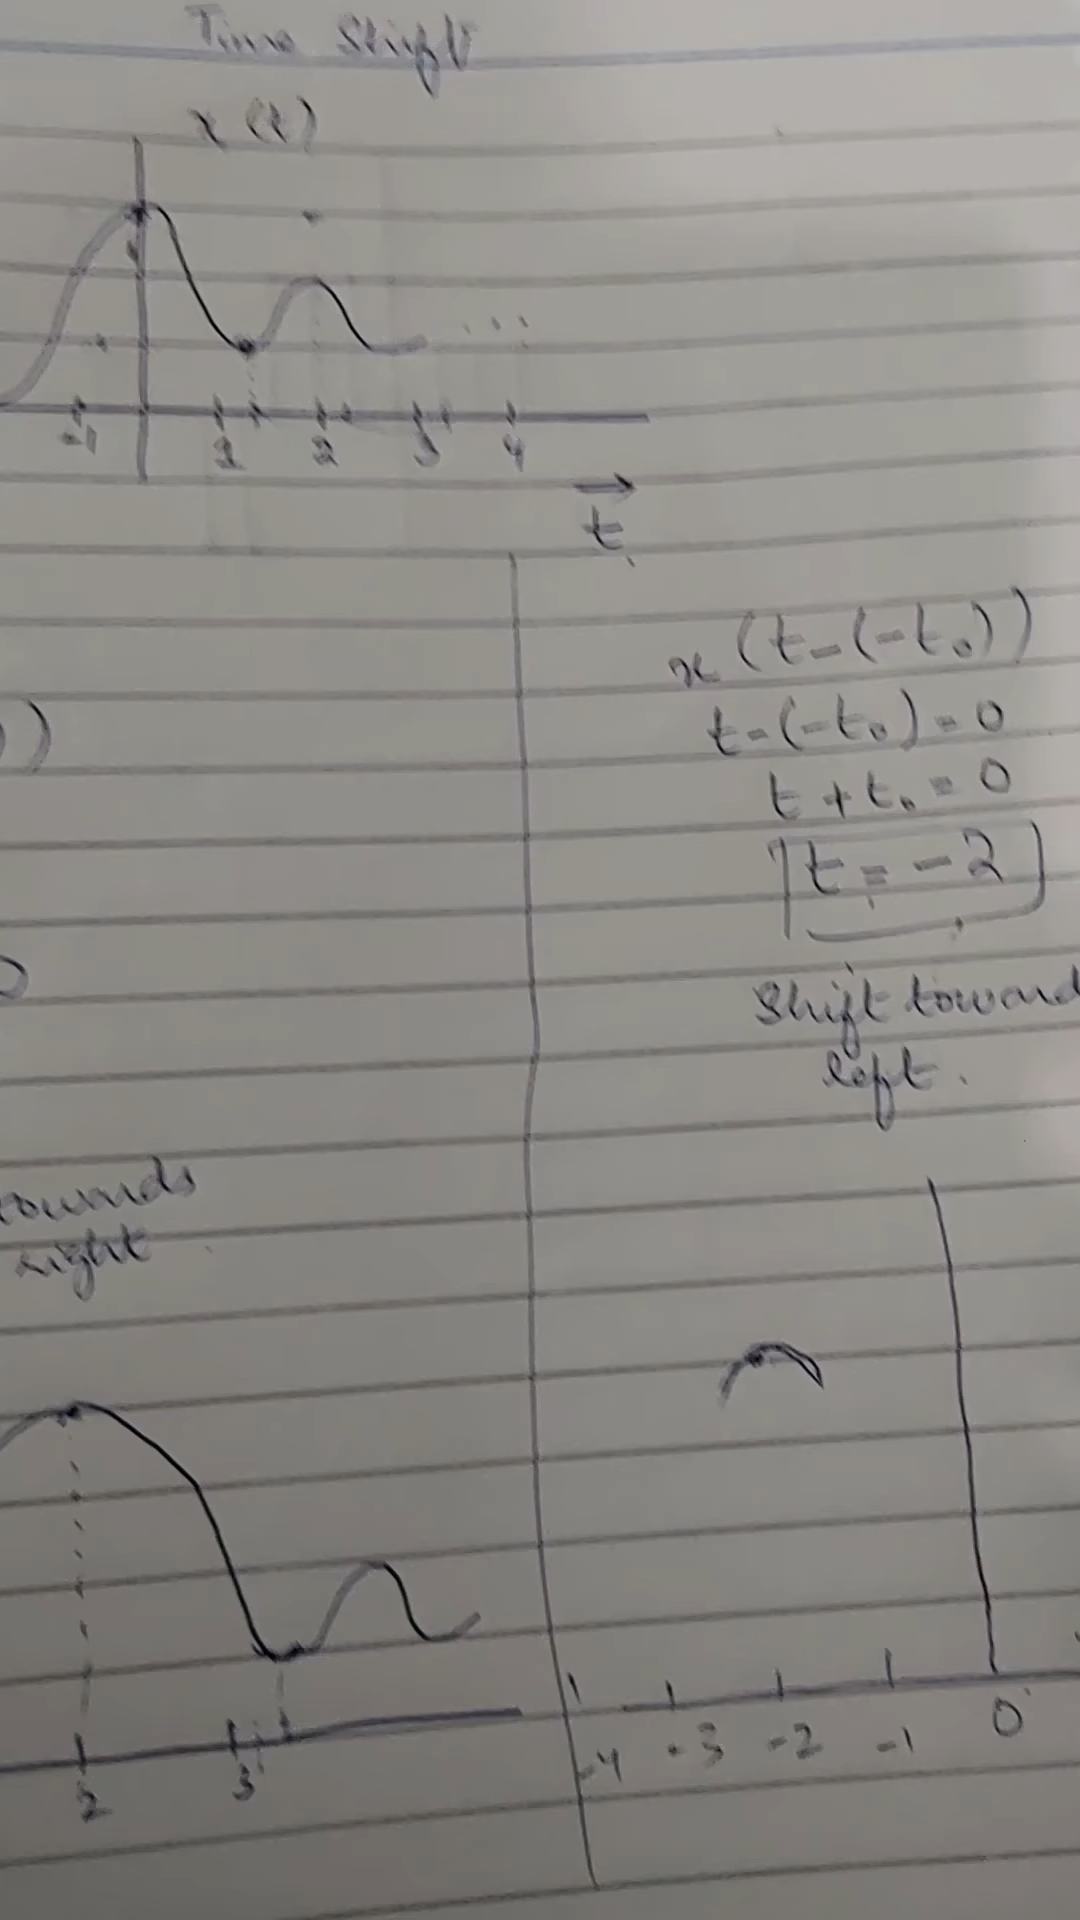 Time Shift
x (t)
-1 1 2 3 4
t
x (t-(-t₀))
t-(-t₀) = 0
t + t₀ = 0
t = -2
)
Shift toward
left.
towards
right
2 3
-4 -3 -2 -1 0